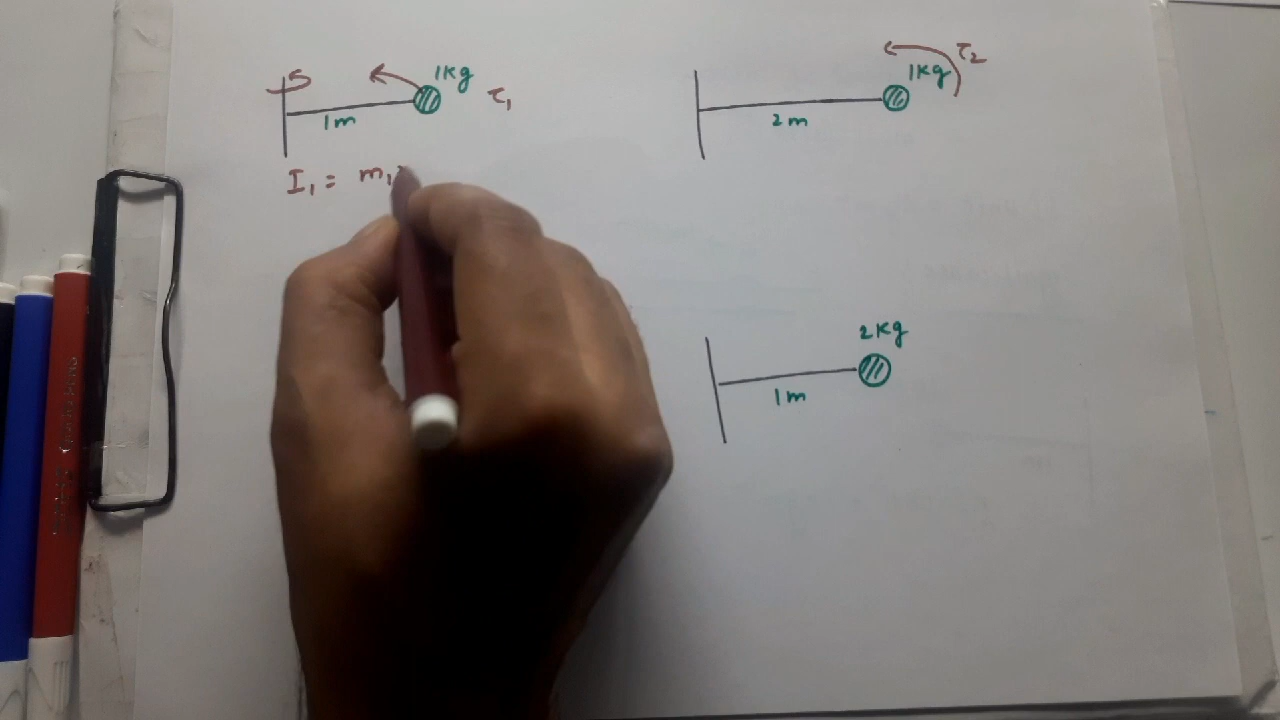 1Kg
τ₁
1m
I₁ = m₁
τ₂
1Kg
2m
2Kg
1m